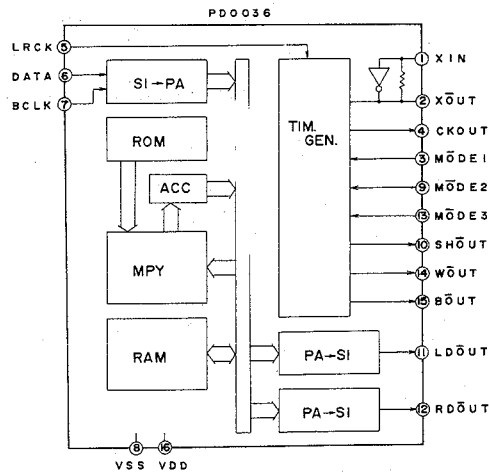 PD0036
LRCK 5
DATA 6
BCLK 7
SI→PA
ROM
ACC
MPY
RAM
TIM.
GEN.
PA→SI
PA→SI
1 XIN
2 XOUT
4 CKOUT
3 MODE1
9 MODE2
13 MODE3
10 SHOUT
14 WOUT
15 BOUT
11 LDOUT
12 RDOUT
8 16
VSS VDD